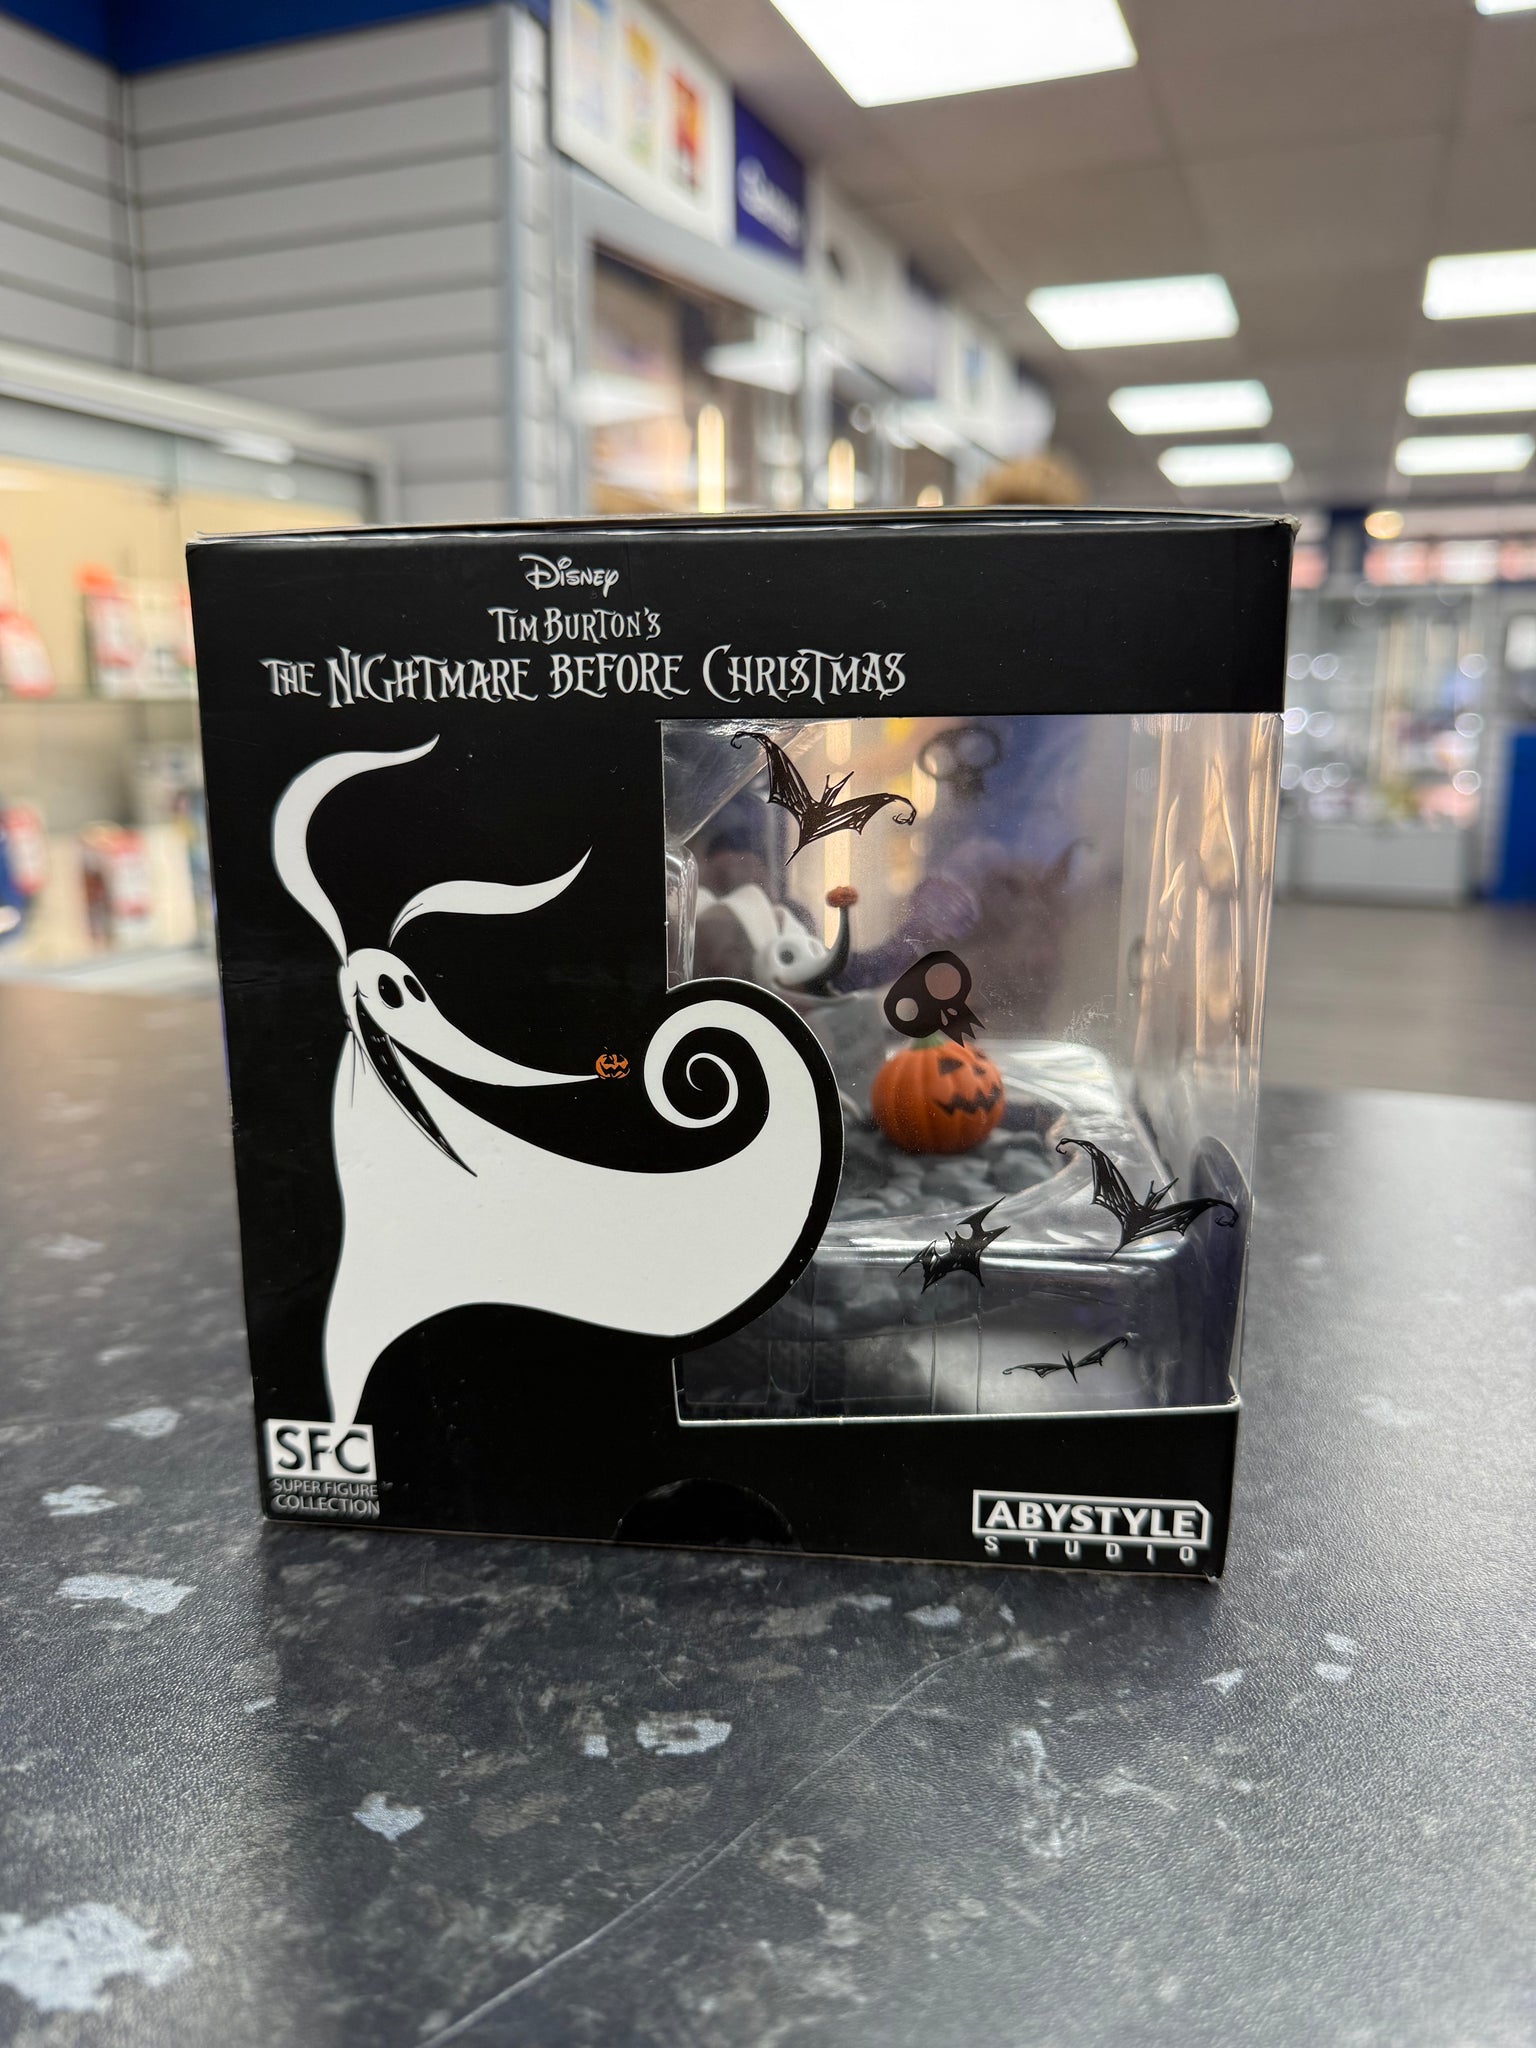 Disney
TIM BURTON'S
THE NIGHTMARE BEFORE CHRISTMAS
SFC
SUPER FIGURE
COLLECTION
ABYSTYLE
STUDIO